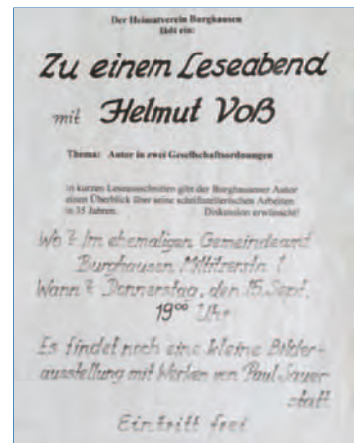 Der Heimatverein Burghausen
lädt ein:
Zu einem Leseabend
mit Helmut Voß
Thema: Autor in zwei Gesellschaftsordnungen
In kurzen Leseausschnitten gibt der Burghausener Autor
einen Überblick über seine schriftstellerischen Arbeiten
in 35 Jahren. Diskussion erwünscht!
Wo? Im ehemaligen Gemeindeamt
Burghausen Miltitzerstr. 1
Wann? Donnerstag, den 15. Sept.
19⁰⁰ Uhr
Es findet noch eine kleine Bilder-
ausstellung mit Werken von Paul Sauer
statt
Eintritt frei